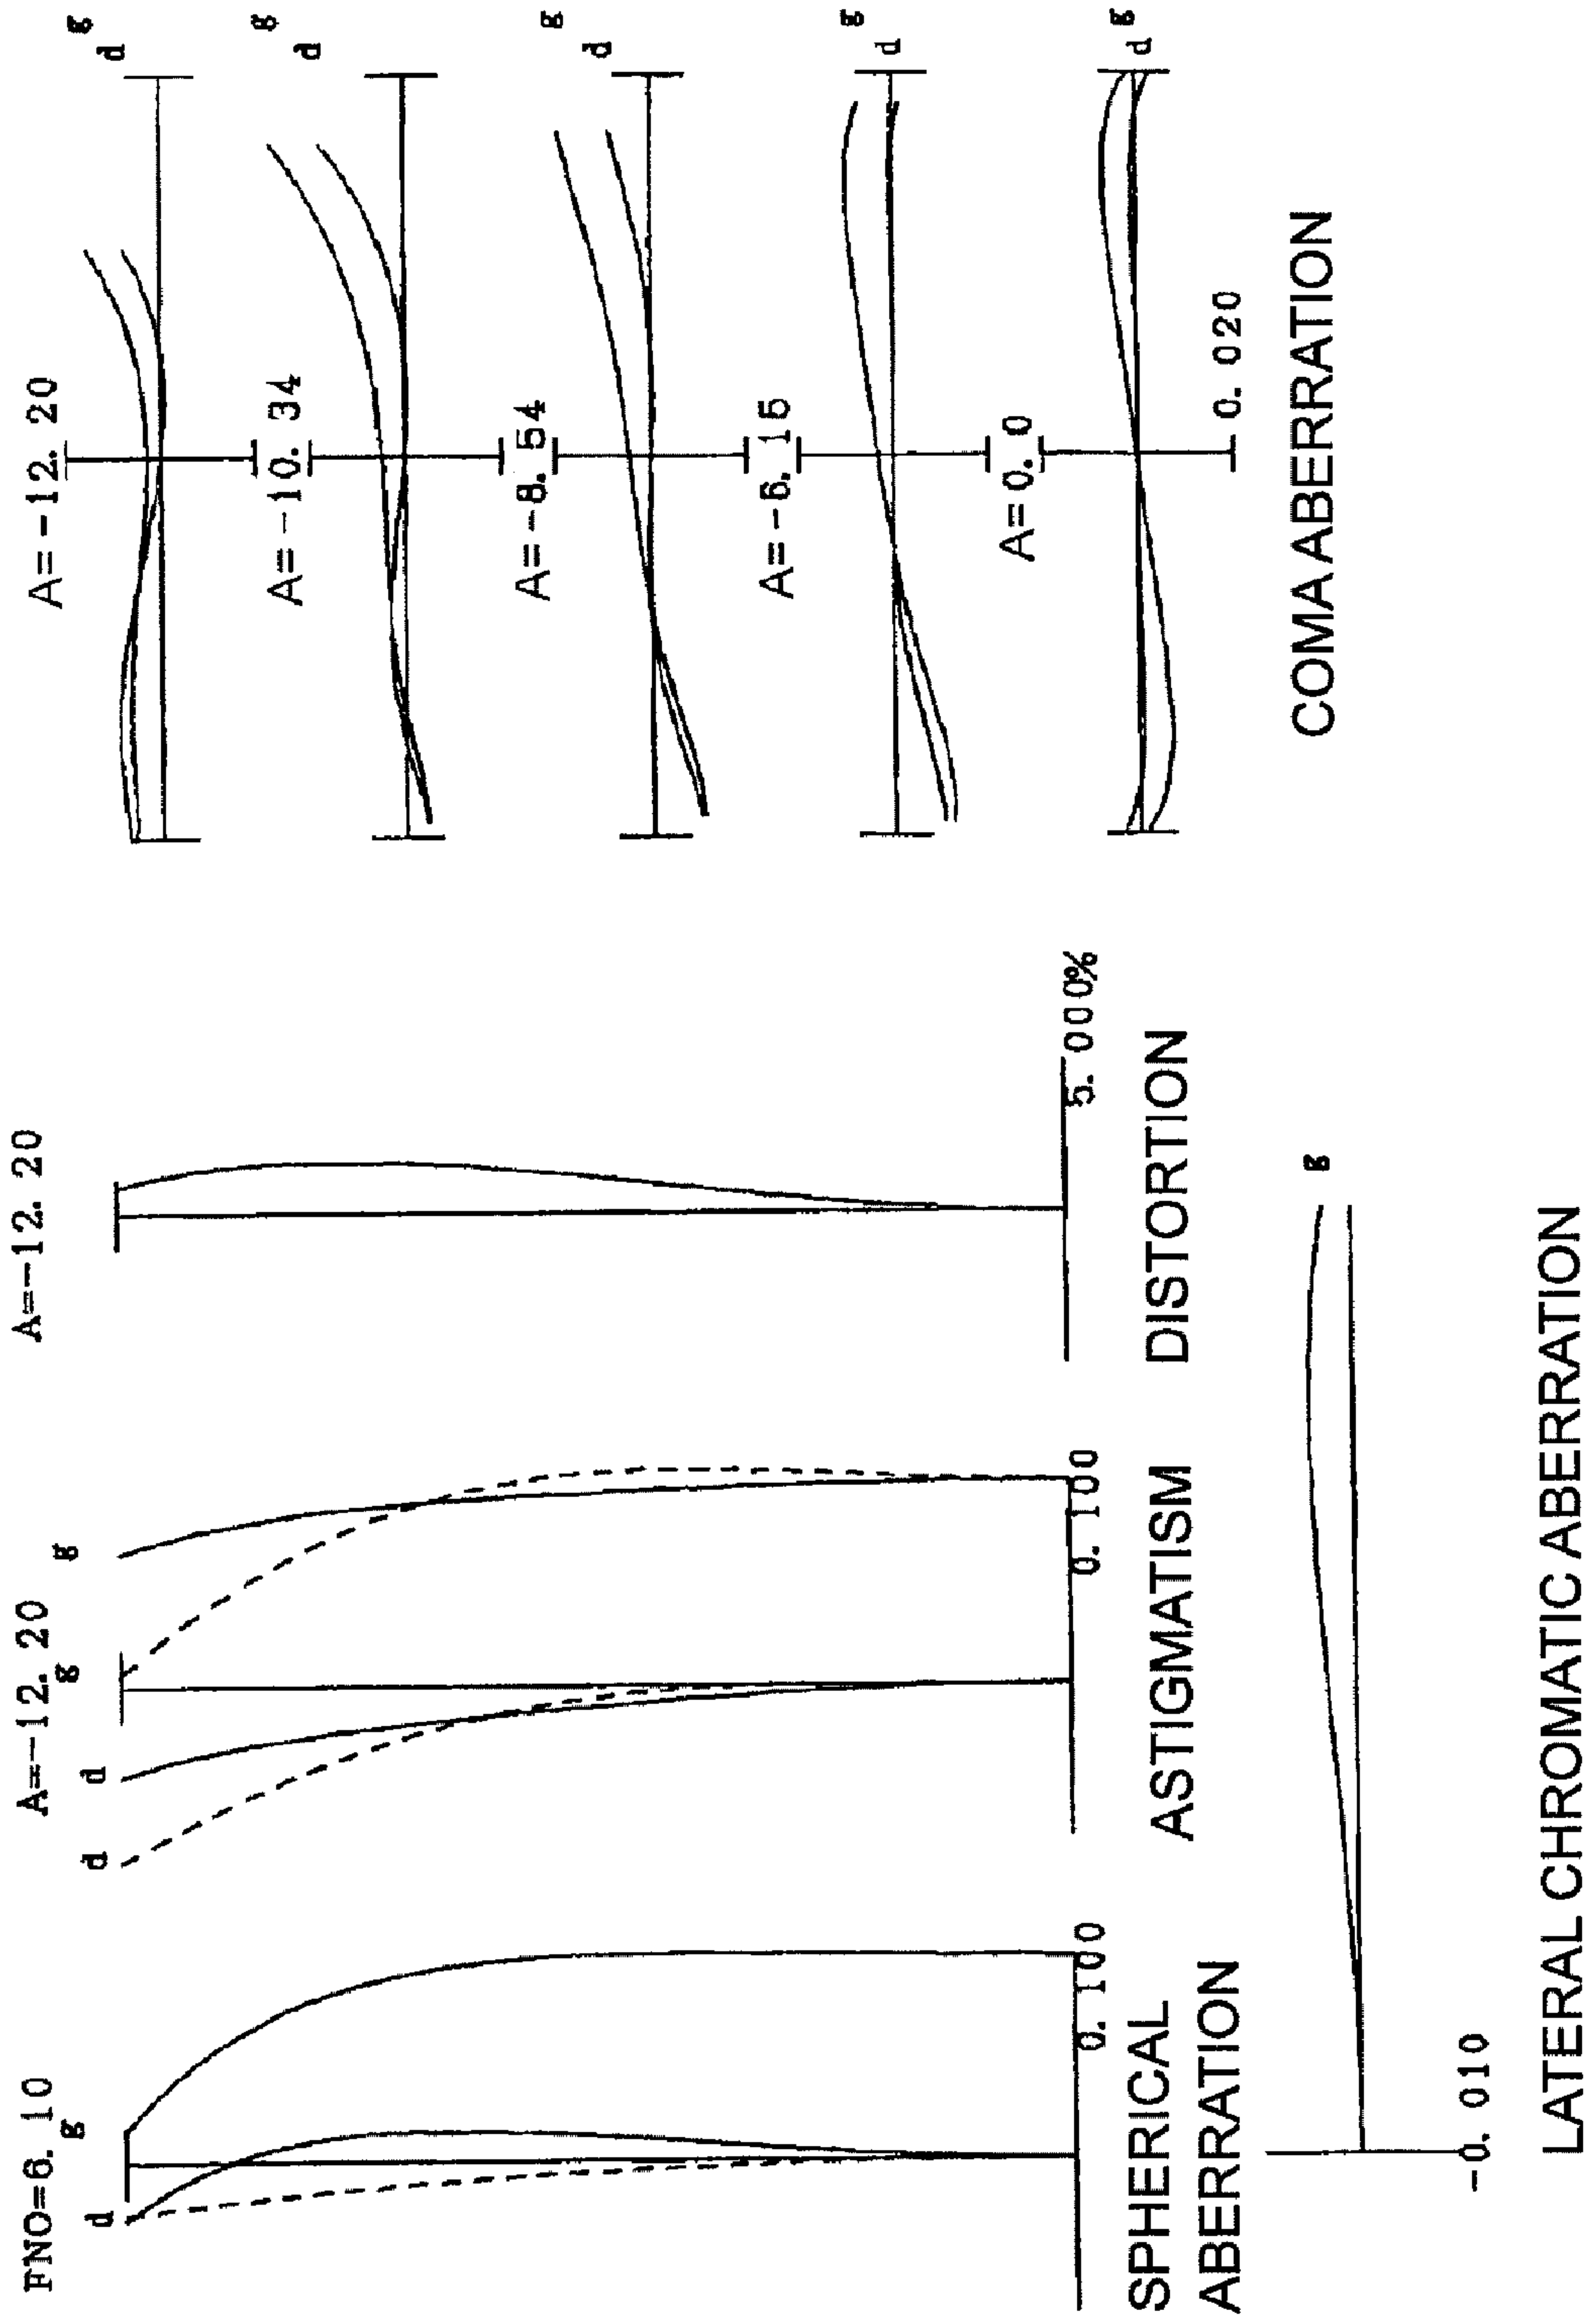 FNO=6. 10
g
d
0. 100
SPHERICAL
ABERRATION
A=-12. 20
g
g
d
d
0. 100
ASTIGMATISM
A=-12. 20
5. 000%
DISTORTION
g
-0. 010
LATERAL CHROMATIC ABERRATION
A=-12. 20
g
d
A=-10. 34
g
d
A=-8. 54
g
d
A=-6. 15
g
d
A=0. 0
g
d
0. 020
COMA ABERRATION